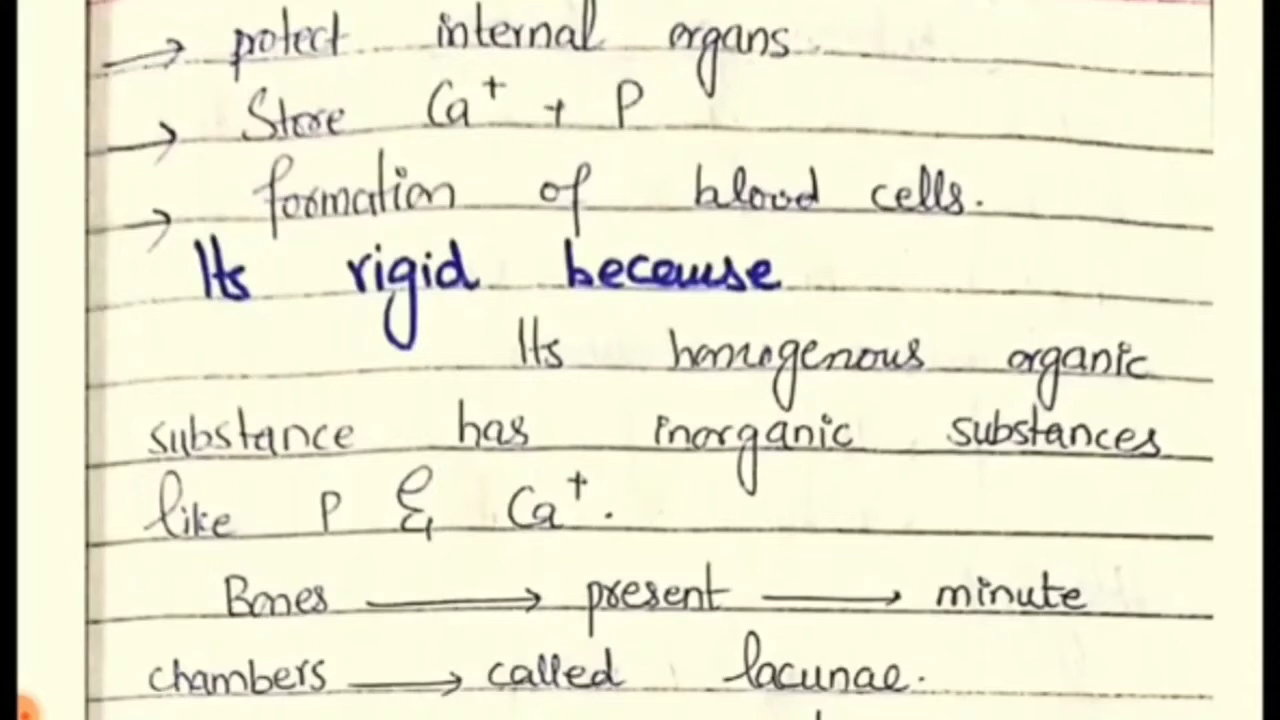 → protect internal organs.
→ Store Ca⁺ + P
→ formation of blood cells.
Its rigid because
Its homogenous organic
substance has inorganic substances
like P & Ca⁺.
Bones → present → minute
chambers → called lacunae.